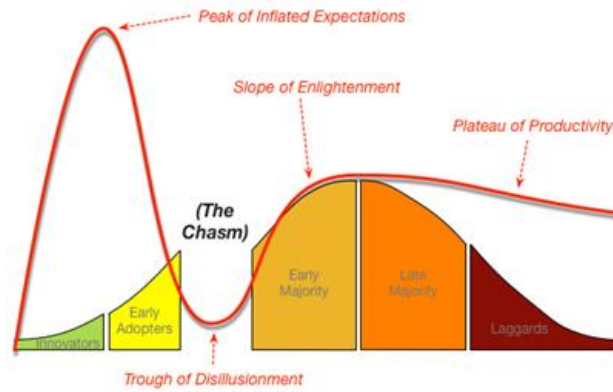 Peak of Inflated Expectations
Slope of Enlightenment
Plateau of Productivity
(The
Chasm)
Early
Majority
Late
Majority
Early
Adopters
Innovators
Laggards
Trough of Disillusionment